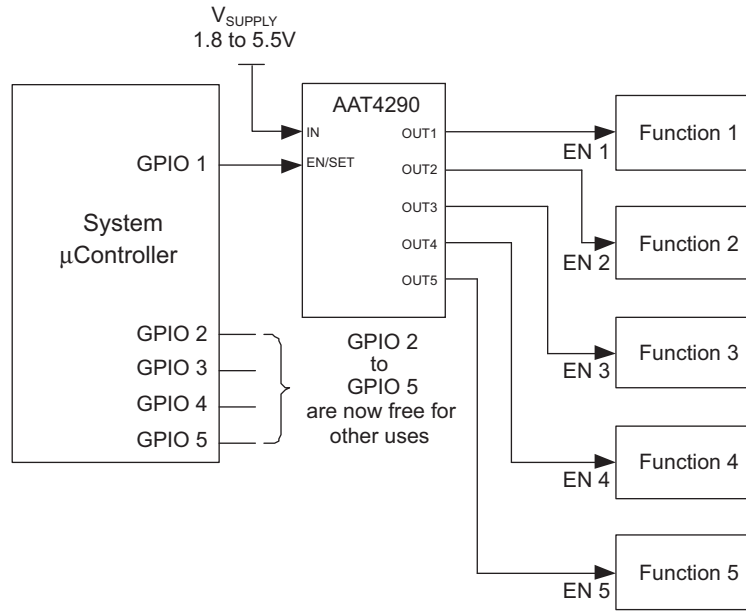 V_SUPPLY
1.8 to 5.5V
AAT4290
IN
EN/SET
OUT1
OUT2
OUT3
OUT4
OUT5
System
µController
GPIO 1
GPIO 2
GPIO 3
GPIO 4
GPIO 5
GPIO 2
to
GPIO 5
are now free for
other uses
EN 1
Function 1
EN 2
Function 2
EN 3
Function 3
EN 4
Function 4
EN 5
Function 5